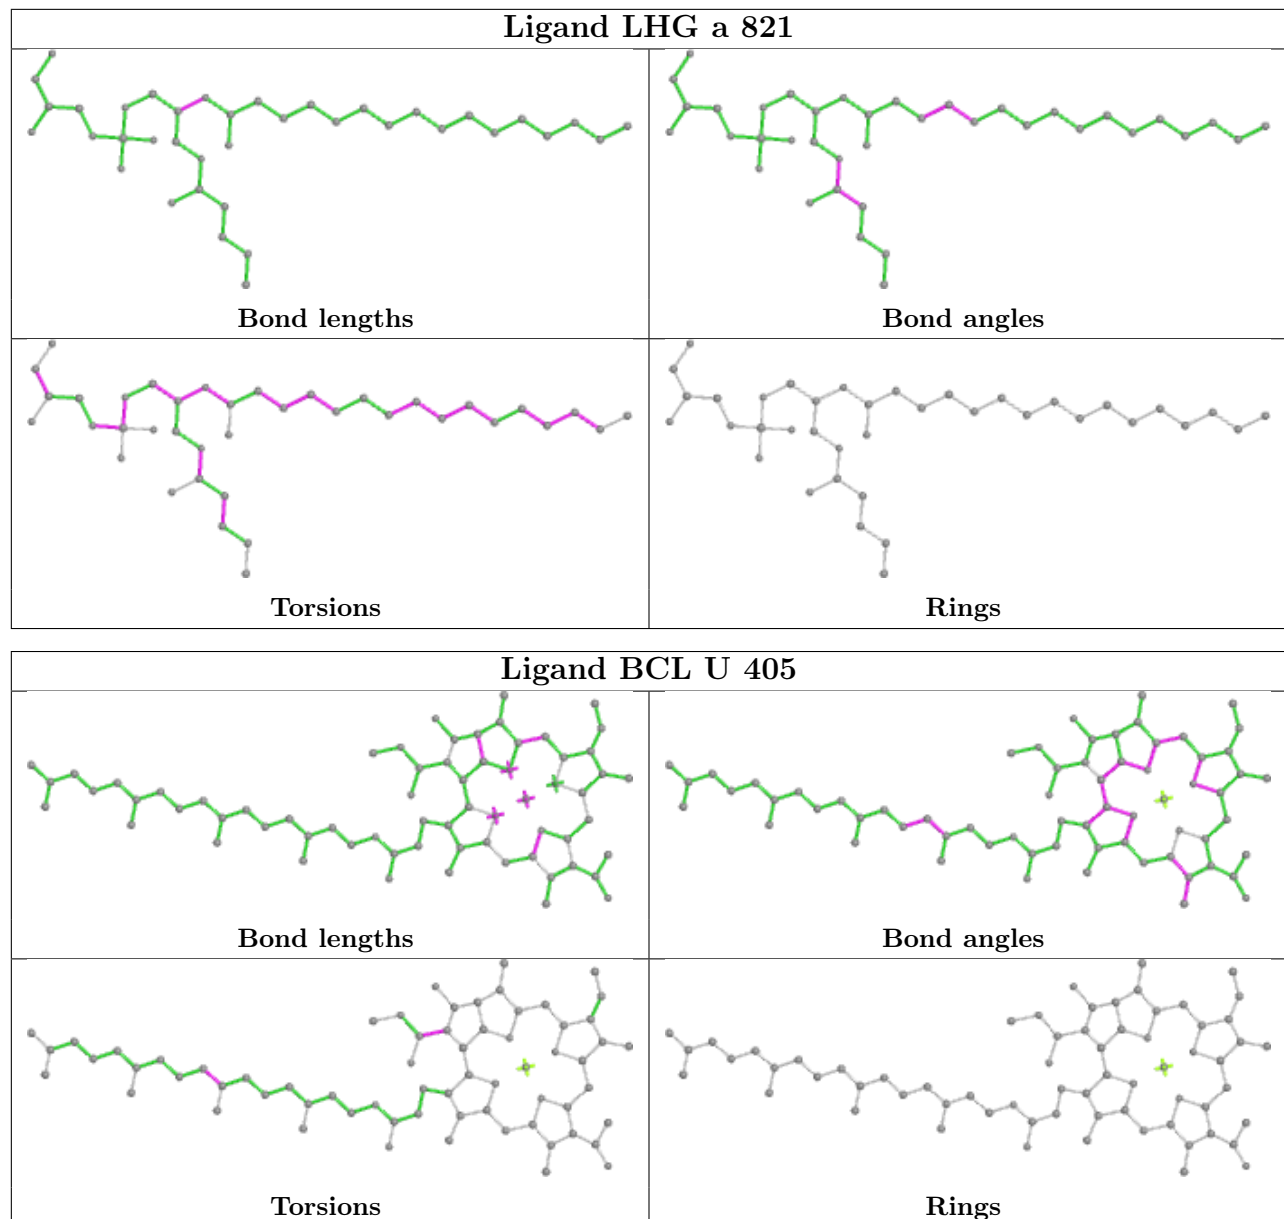 Ligand LHG a 821
Bond lengths
Bond angles
Torsions
Rings
Ligand BCL U 405
Bond lengths
Bond angles
Torsions
Rings